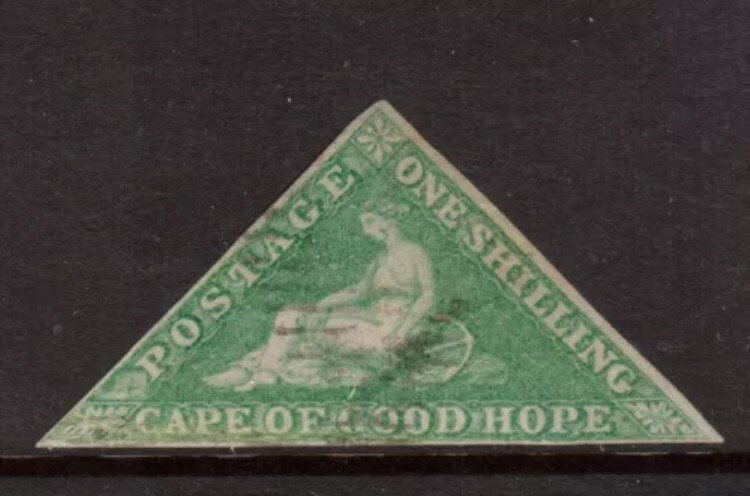 POSTAGE
ONE SHILLING
CAPE OF GOOD HOPE